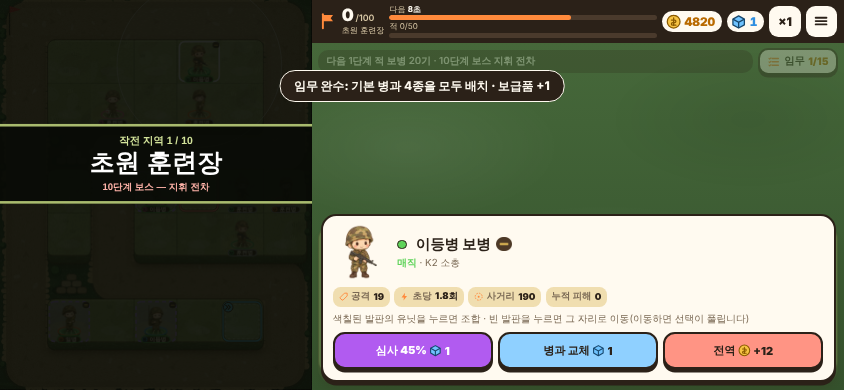 0 /100
초원 훈련장
다음 8초
적 0/50
4820
1
×1
다음 1단계 적 보병 20기 · 10단계 보스 지휘 전차
임무 1/15
임무 완수: 기본 병과 4종을 모두 배치 · 보급품 +1
작전 지역 1 / 10
초원 훈련장
10단계 보스 — 지휘 전차
이등병 보병
매직 · K2 소총
공격 19
초당 1.8회
사거리 190
누적 피해 0
색칠된 발판의 유닛을 누르면 조합 · 빈 발판을 누르면 그 자리로 이동(이동하면 선택이 풀립니다)
심사 45% 1
병과 교체 1
전역 +12